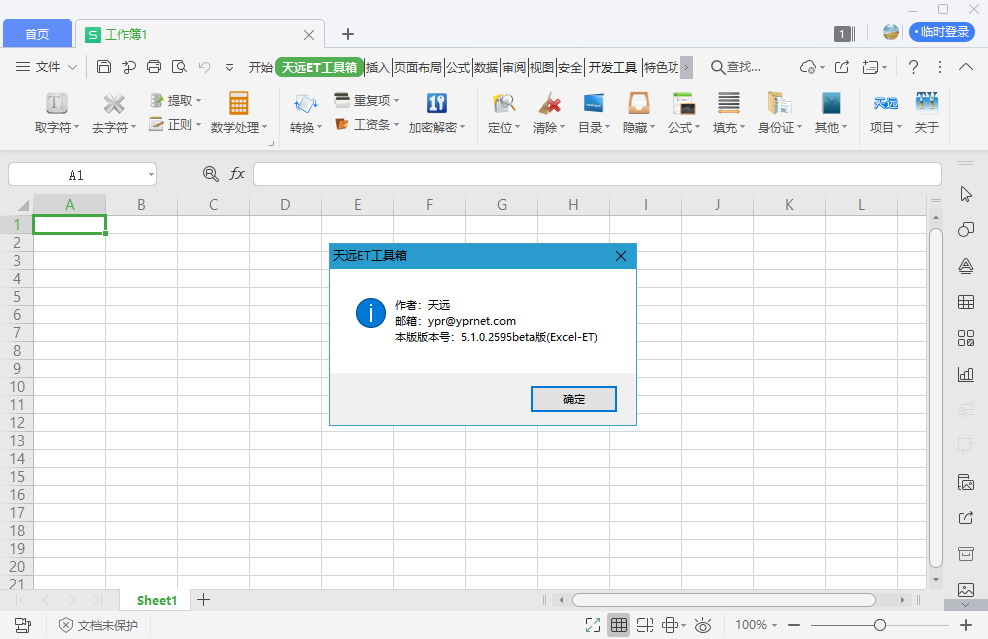 首页
S 工作簿1
1
临时登录
文件
开始 天远ET工具箱 插入 页面布局 公式 数据 审阅 视图 安全 开发工具 特色功
查找...
取字符 去字符 提取 正则 数学处理 转换 重复项 工资条 加密解密 定位 清除 目录 隐藏 公式 填充 身份证 其他 天远 项目 关于
A1
fx
A B C D E F G H I J K L
1
2
3
4
5
6
7
8
9
10
11
12
13
14
15
16
17
18
19
20
21
天远ET工具箱
作者：天远
邮箱：ypr@yprnet.com
本版版本号：5.1.0.2595beta版(Excel-ET)
确定
Sheet1
文档未保护
100%